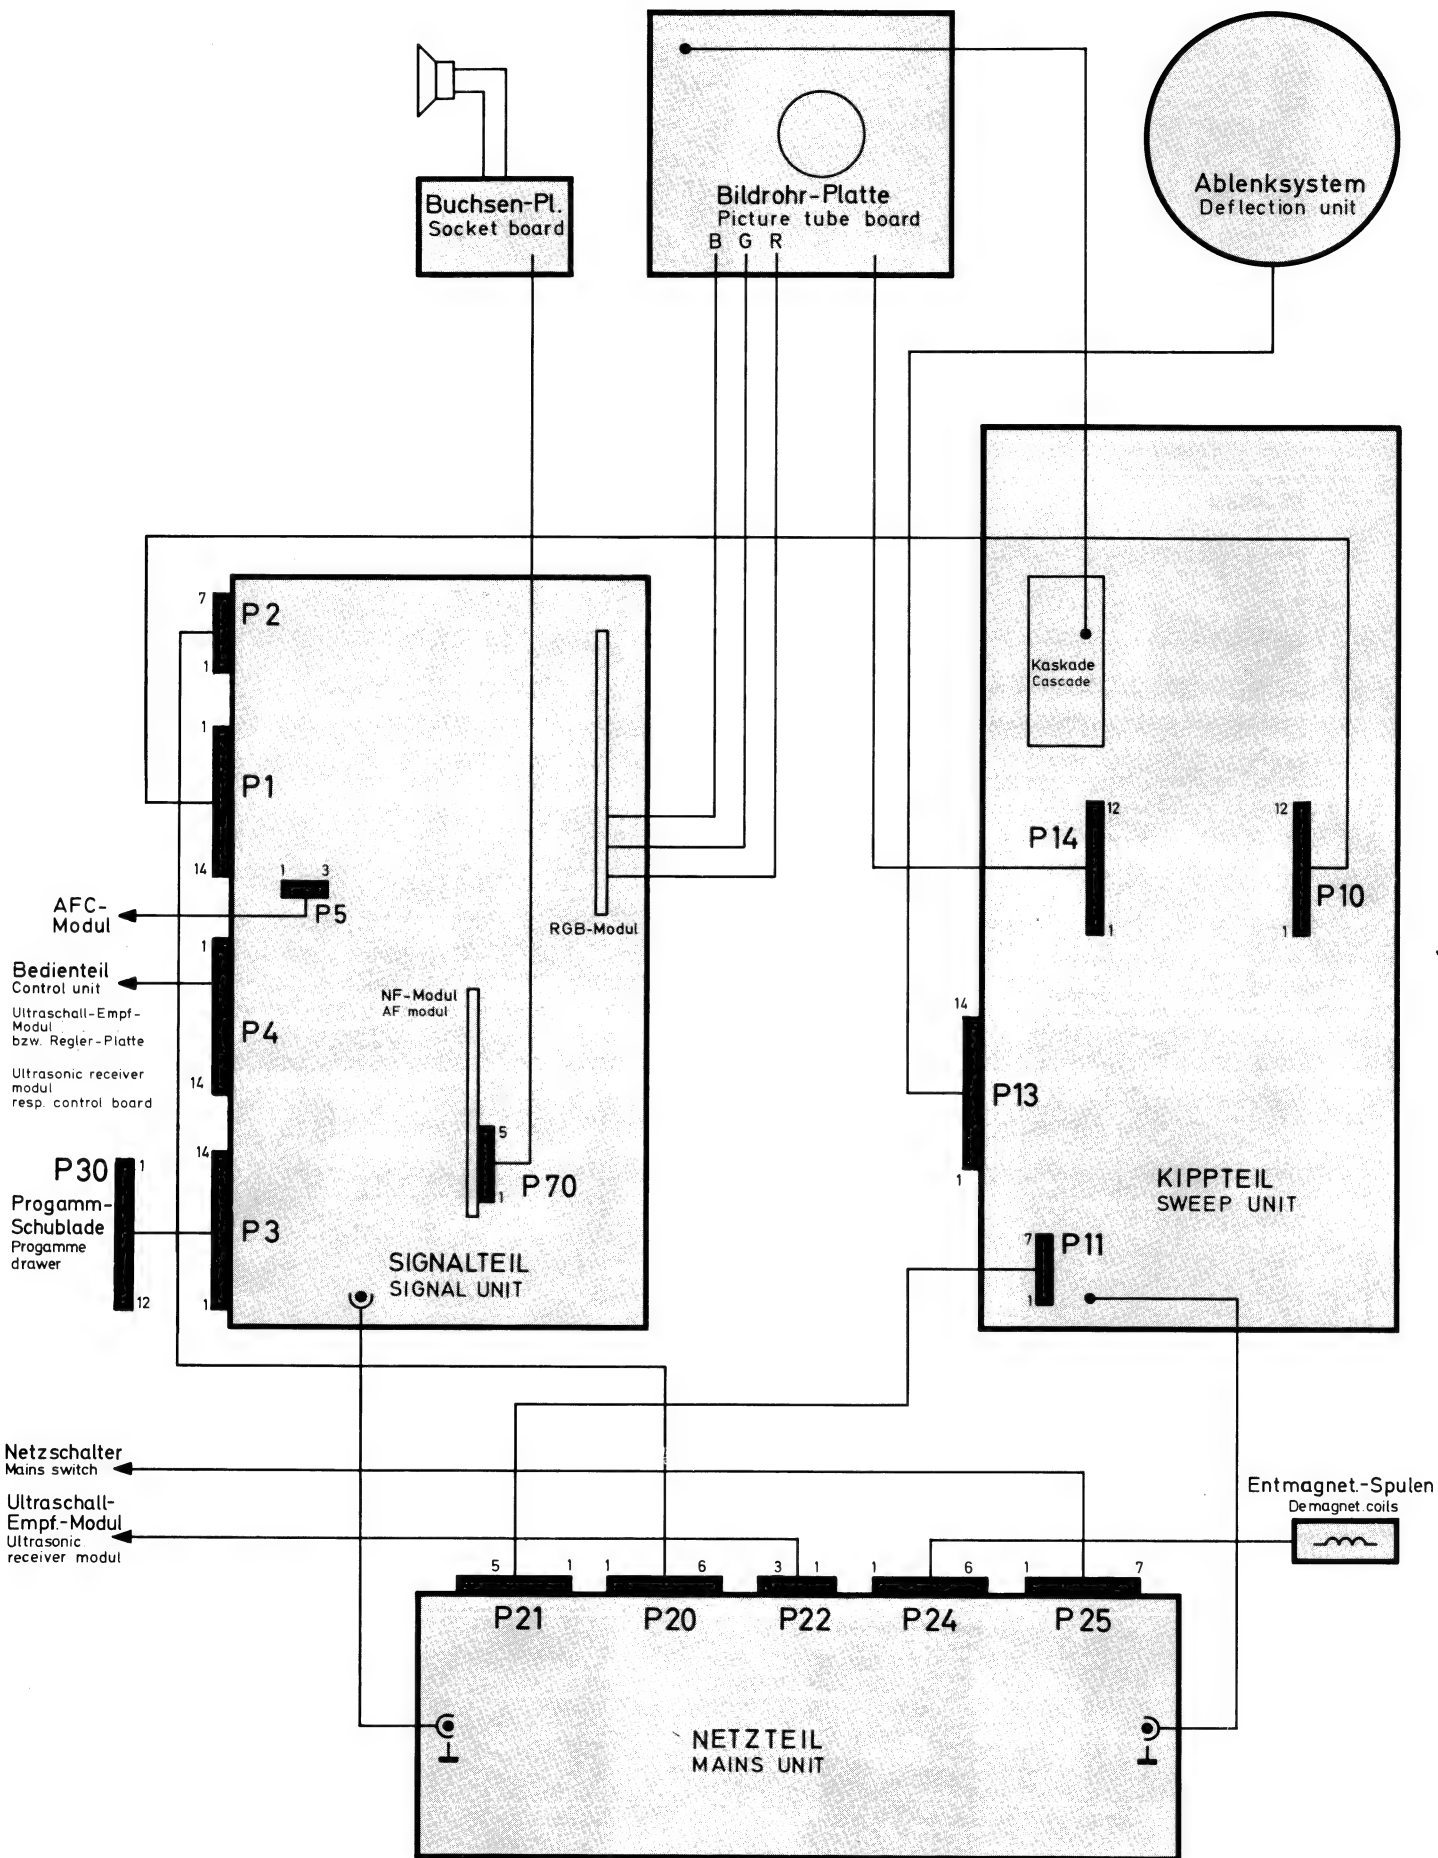 Buchsen-Pl.
Socket board
Bildrohr-Platte
Picture tube board
B G R
Ablenksystem
Deflection unit
7
P2
1
1
P1
14
1 3
P5
AFC-
Modul
1
Bedienteil
Control unit
Ultraschall-Empf-
Modul
bzw. Regler-Platte
P4
Ultrasonic receiver
modul
resp. control board
14
RGB-Modul
NF-Modul
AF modul
P30
1
Progamm-
Schublade
Progamme
drawer
12
14
P3
1
5
P70
1
SIGNALTEIL
SIGNAL UNIT
Kaskade
Cascade
12
P14
1
12
P10
1
14
P13
1
KIPPTEIL
SWEEP UNIT
7
P11
1
Netzschalter
Mains switch
Ultraschall-
Empf.-Modul
Ultrasonic
receiver modul
Entmagnet.-Spulen
Demagnet.coils
5 1 1 6 3 1 1 6 1 7
P21 P20 P22 P24 P25
NETZTEIL
MAINS UNIT